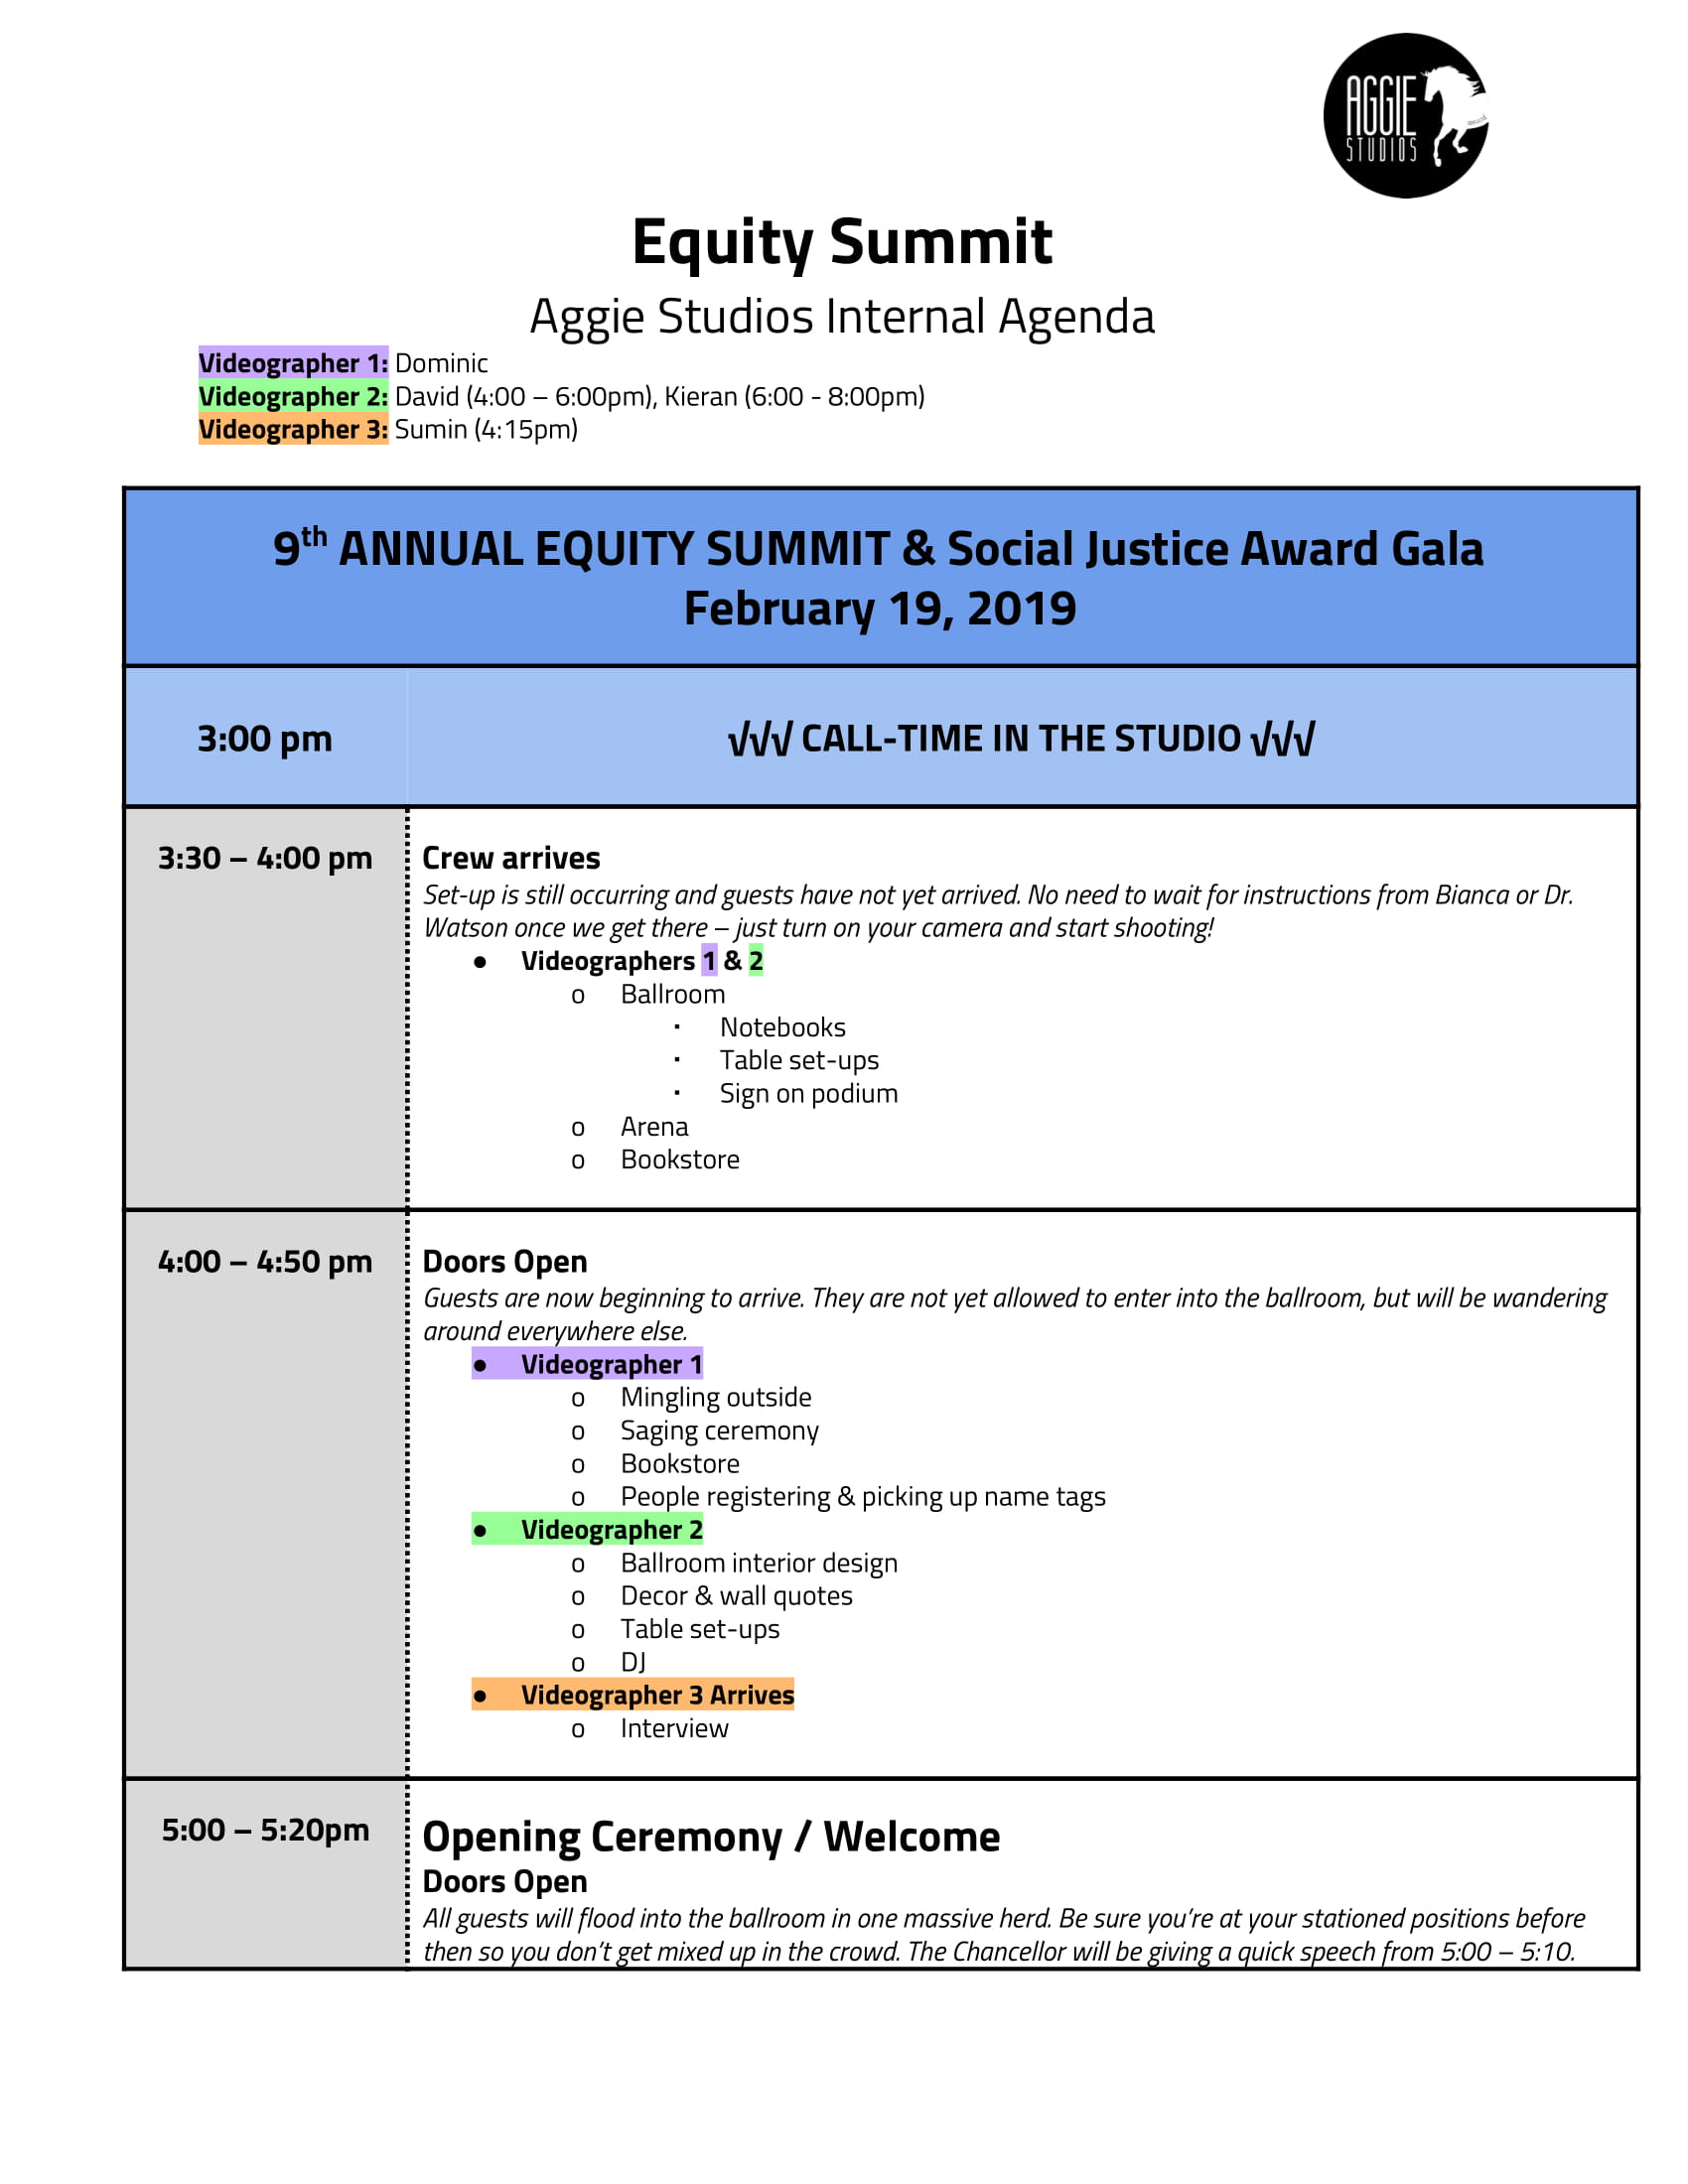 AGGIE
STUDIOS
Equity Summit
Aggie Studios Internal Agenda
Videographer 1: Dominic
Videographer 2: David (4:00 – 6:00pm), Kieran (6:00 - 8:00pm)
Videographer 3: Sumin (4:15pm)
9th ANNUAL EQUITY SUMMIT & Social Justice Award Gala
February 19, 2019
3:00 pm
√√√ CALL-TIME IN THE STUDIO √√√
3:30 – 4:00 pm
Crew arrives
Set-up is still occurring and guests have not yet arrived. No need to wait for instructions from Bianca or Dr.
Watson once we get there – just turn on your camera and start shooting!
● Videographers 1 & 2
o Ballroom
▪ Notebooks
▪ Table set-ups
▪ Sign on podium
o Arena
o Bookstore
4:00 – 4:50 pm
Doors Open
Guests are now beginning to arrive. They are not yet allowed to enter into the ballroom, but will be wandering
around everywhere else.
● Videographer 1
o Mingling outside
o Saging ceremony
o Bookstore
o People registering & picking up name tags
● Videographer 2
o Ballroom interior design
o Decor & wall quotes
o Table set-ups
o DJ
● Videographer 3 Arrives
o Interview
5:00 – 5:20pm
Opening Ceremony / Welcome
Doors Open
All guests will flood into the ballroom in one massive herd. Be sure you’re at your stationed positions before
then so you don’t get mixed up in the crowd. The Chancellor will be giving a quick speech from 5:00 – 5:10.